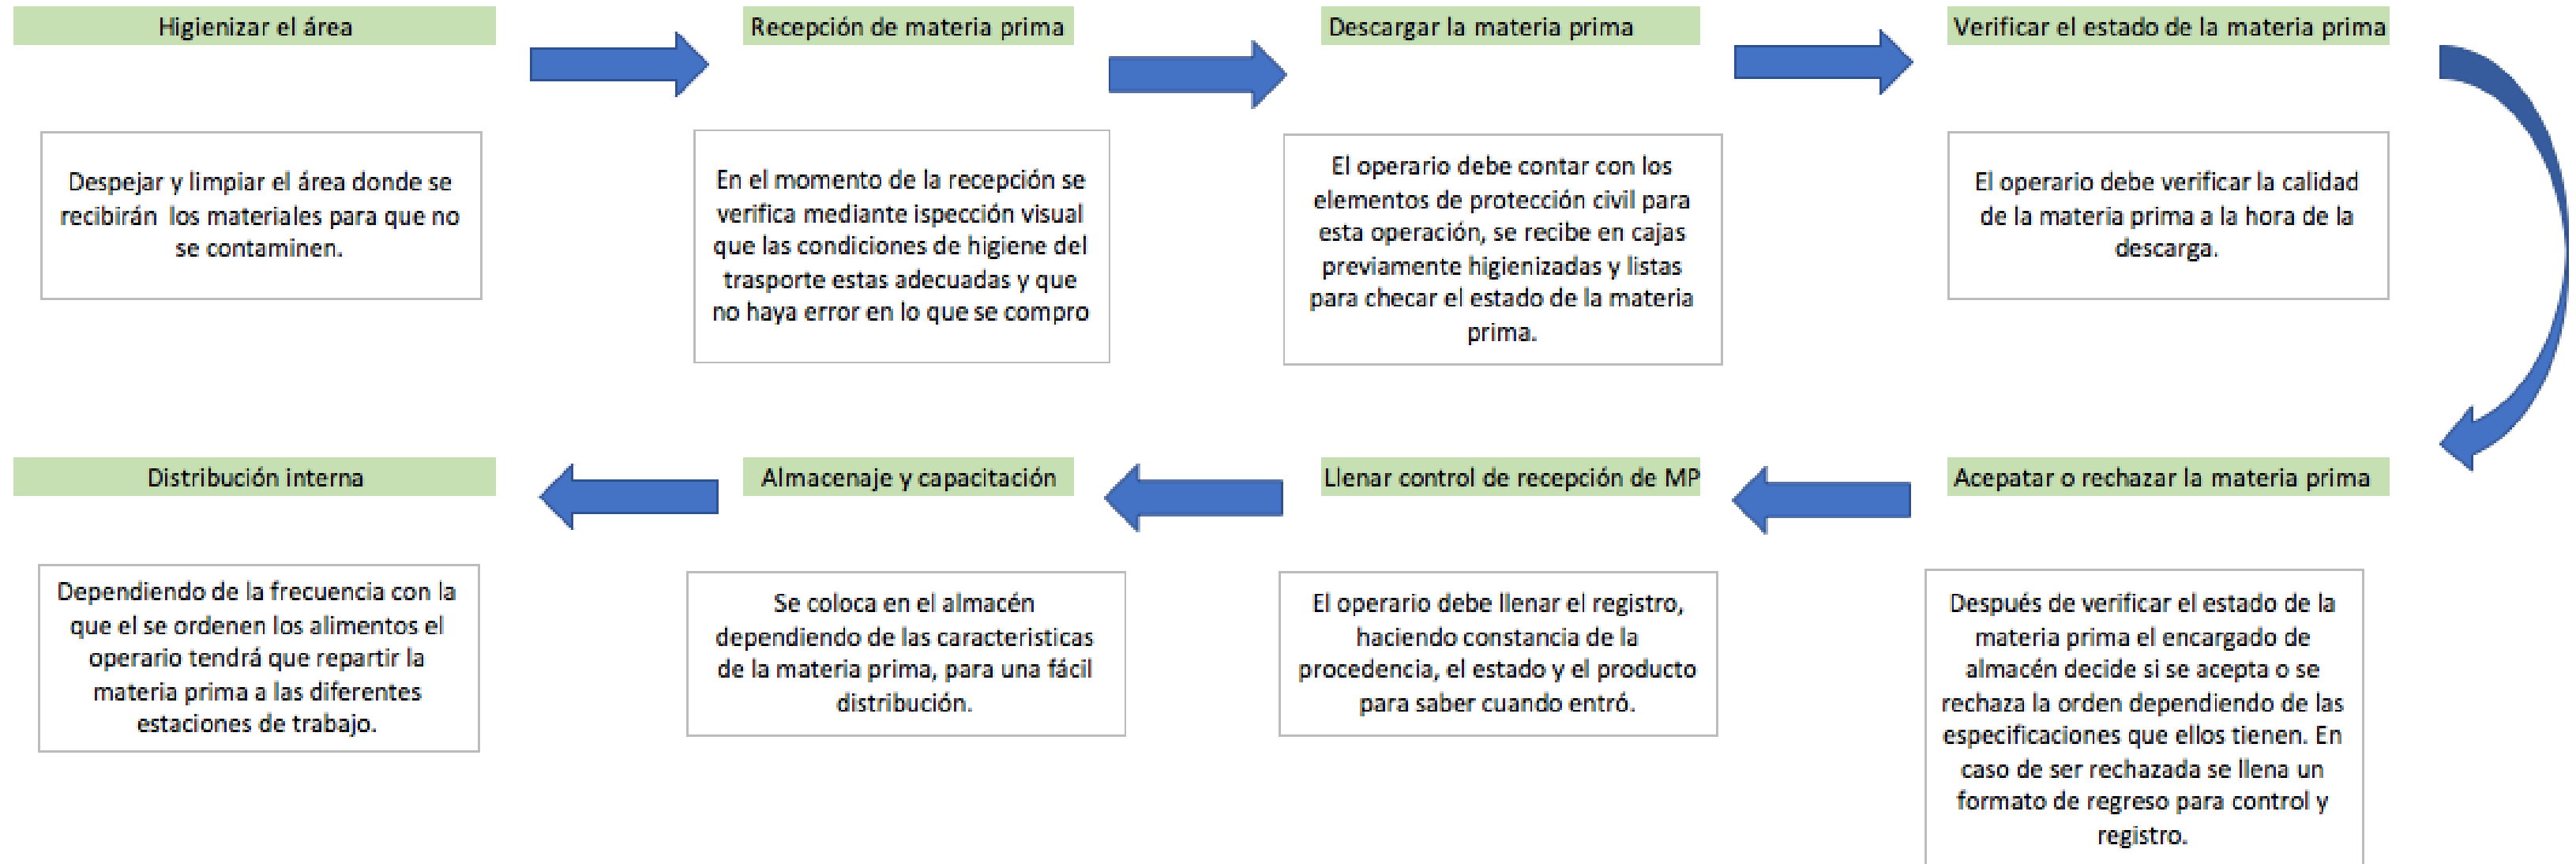 Higienizar el área
Despejar y limpiar el área donde se
recibirán los materiales para que no
se contaminen.
Recepción de materia prima
En el momento de la recepción se
verifica mediante ispección visual
que las condiciones de higiene del
trasporte estas adecuadas y que
no haya error en lo que se compro
Descargar la materia prima
El operario debe contar con los
elementos de protección civil para
esta operación, se recibe en cajas
previamente higienizadas y listas
para checar el estado de la materia
prima.
Verificar el estado de la materia prima
El operario debe verificar la calidad
de la materia prima a la hora de la
descarga.
Acepatar o rechazar la materia prima
Después de verificar el estado de la
materia prima el encargado de
almacén decide si se acepta o se
rechaza la orden dependiendo de las
especificaciones que ellos tienen. En
caso de ser rechazada se llena un
formato de regreso para control y
registro.
Llenar control de recepción de MP
El operario debe llenar el registro,
haciendo constancia de la
procedencia, el estado y el producto
para saber cuando entró.
Almacenaje y capacitación
Se coloca en el almacén
dependiendo de las caracteristicas
de la materia prima, para una fácil
distribución.
Distribución interna
Dependiendo de la frecuencia con la
que el se ordenen los alimentos el
operario tendrá que repartir la
materia prima a las diferentes
estaciones de trabajo.